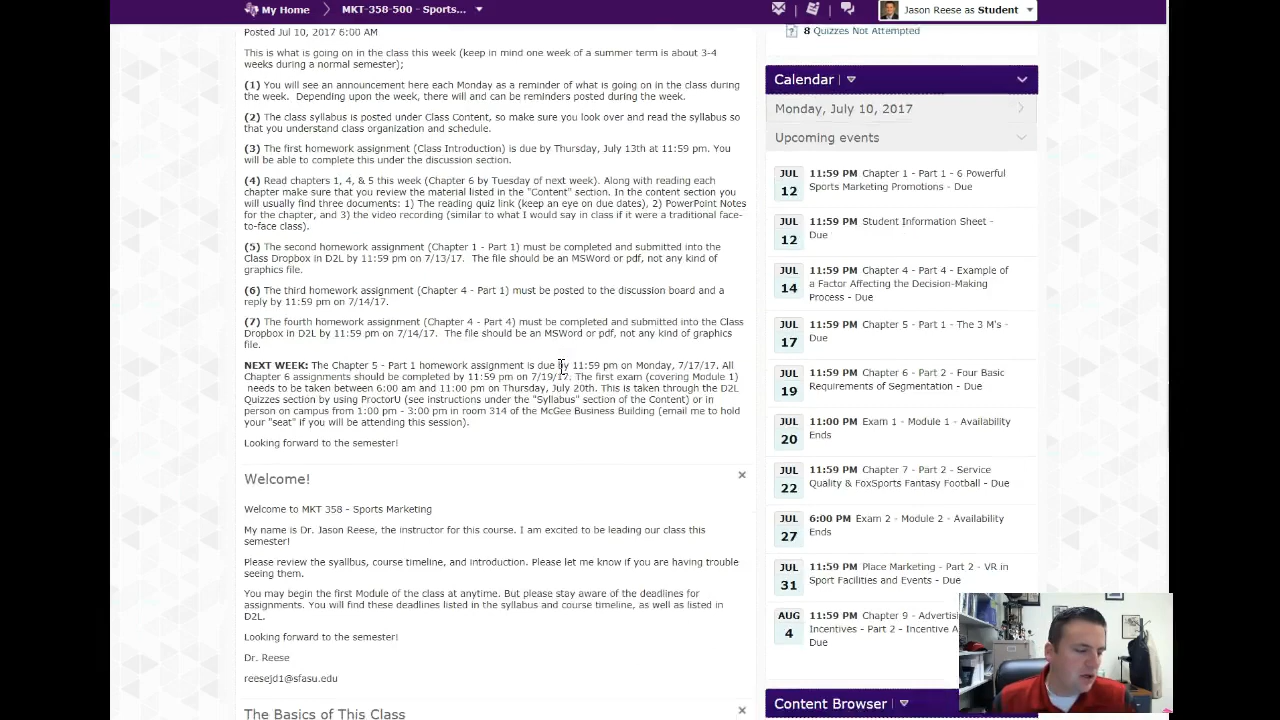 My Home
MKT-358-500 - Sports...
Jason Reese as Student
Posted Jul 10, 2017 6:00 AM
This is what is going on in the class this week (keep in mind one week of a summer term is about 3-4
weeks during a normal semester);
(1) You will see an announcement here each Monday as a reminder of what is going on in the class during
the week. Depending upon the week, there will and can be reminders posted during the week.
(2) The class syllabus is posted under Class Content, so make sure you look over and read the syllabus so
that you understand class organization and schedule.
(3) The first homework assignment (Class Introduction) is due by Thursday, July 13th at 11:59 pm. You
will be able to complete this under the discussion section.
(4) Read chapters 1, 4, & 5 this week (Chapter 6 by Tuesday of next week). Along with reading each
chapter make sure that you review the material listed in the "Content" section. In the content section you
will usually find three documents: 1) The reading quiz link (keep an eye on due dates), 2) PowerPoint Notes
for the chapter, and 3) the video recording (similar to what I would say in class if it were a traditional face-
to-face class).
(5) The second homework assignment (Chapter 1 - Part 1) must be completed and submitted into the
Class Dropbox in D2L by 11:59 pm on 7/13/17. The file should be an MSWord or pdf, not any kind of
graphics file.
(6) The third homework assignment (Chapter 4 - Part 1) must be posted to the discussion board and a
reply by 11:59 pm on 7/14/17.
(7) The fourth homework assignment (Chapter 4 - Part 4) must be completed and submitted into the Class
Dropbox in D2L by 11:59 pm on 7/14/17. The file should be an MSWord or pdf, not any kind of graphics
file.
NEXT WEEK: The Chapter 5 - Part 1 homework assignment is due by 11:59 pm on Monday, 7/17/17. All
Chapter 6 assignments should be completed by 11:59 pm on 7/19/17. The first exam (covering Module 1)
needs to be taken between 6:00 am and 11:00 pm on Thursday, July 20th. This is taken through the D2L
Quizzes section by using ProctorU (see instructions under the "Syllabus" section of the Content) or in
person on campus from 1:00 pm - 3:00 pm in room 314 of the McGee Business Building (email me to hold
your "seat" if you will be attending this session).
Looking forward to the semester!
Welcome!
Welcome to MKT 358 - Sports Marketing
My name is Dr. Jason Reese, the instructor for this course. I am excited to be leading our class this
semester!
Please review the syallbus, course timeline, and introduction. Please let me know if you are having trouble
seeing them.
You may begin the first Module of the class at anytime. But please stay aware of the deadlines for
assignments. You will find these deadlines listed in the syllabus and course timeline, as well as listed in
D2L.
Looking forward to the semester!
Dr. Reese
reesejd1@sfasu.edu
The Basics of This Class
8 Quizzes Not Attempted
Calendar
Monday, July 10, 2017
Upcoming events
JUL
12
11:59 PM Chapter 1 - Part 1 - 6 Powerful
Sports Marketing Promotions - Due
JUL
12
11:59 PM Student Information Sheet -
Due
JUL
14
11:59 PM Chapter 4 - Part 4 - Example of
a Factor Affecting the Decision-Making
Process - Due
JUL
17
11:59 PM Chapter 5 - Part 1 - The 3 M's -
Due
JUL
19
11:59 PM Chapter 6 - Part 2 - Four Basic
Requirements of Segmentation - Due
JUL
20
11:00 PM Exam 1 - Module 1 - Availability
Ends
JUL
22
11:59 PM Chapter 7 - Part 2 - Service
Quality & FoxSports Fantasy Football - Due
JUL
27
6:00 PM Exam 2 - Module 2 - Availability
Ends
JUL
31
11:59 PM Place Marketing - Part 2 - VR in
Sport Facilities and Events - Due
AUG
4
11:59 PM Chapter 9 - Adverti
Incentives - Part 2 - Incentive A
Due
Content Browser